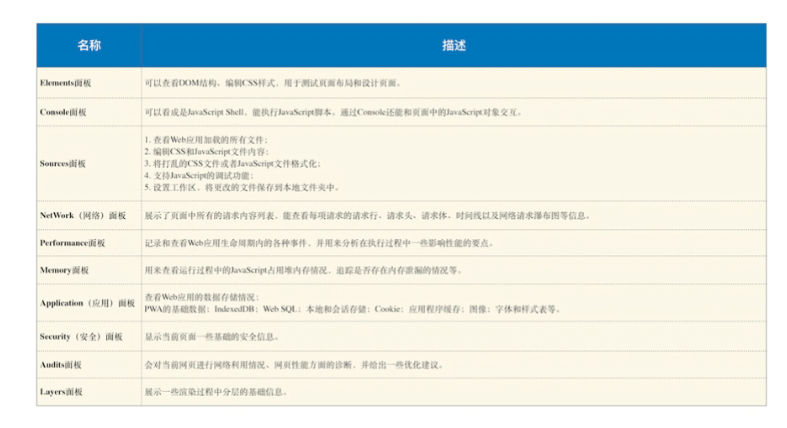 名称 描述
Elements面板 可以查看DOM结构、编辑CSS样式，用于测试页面布局和设计页面。
Console面板 可以看成是JavaScript Shell，能执行JavaScript脚本。通过Console还能和页面中的JavaScript对象交互。
Sources面板
1. 查看Web应用加载的所有文件；
2. 编辑CSS和JavaScript文件内容；
3. 将打乱的CSS文件或者JavaScript文件格式化；
4. 支持JavaScript的调试功能；
5. 设置工作区，将更改的文件保存到本地文件夹中。
NetWork（网络）面板 展示了页面中所有的请求内容列表，能查看每项请求的请求行、请求头、请求体、时间线以及网络请求瀑布图等信息。
Performance面板 记录和查看Web应用生命周期内的各种事件，并用来分析在执行过程中一些影响性能的要点。
Memory面板 用来查看运行过程中的JavaScript占用堆内存情况，追踪是否存在内存泄漏的情况等。
Application（应用）面板
查看Web应用的数据存储情况；
PWA的基础数据；IndexedDB；Web SQL；本地和会话存储；Cookie；应用程序缓存；图像；字体和样式表等。
Security（安全）面板 显示当前页面一些基础的安全信息。
Audits面板 会对当前网页进行网络利用情况、网页性能方面的诊断，并给出一些优化建议。
Layers面板 展示一些渲染过程中分层的基础信息。